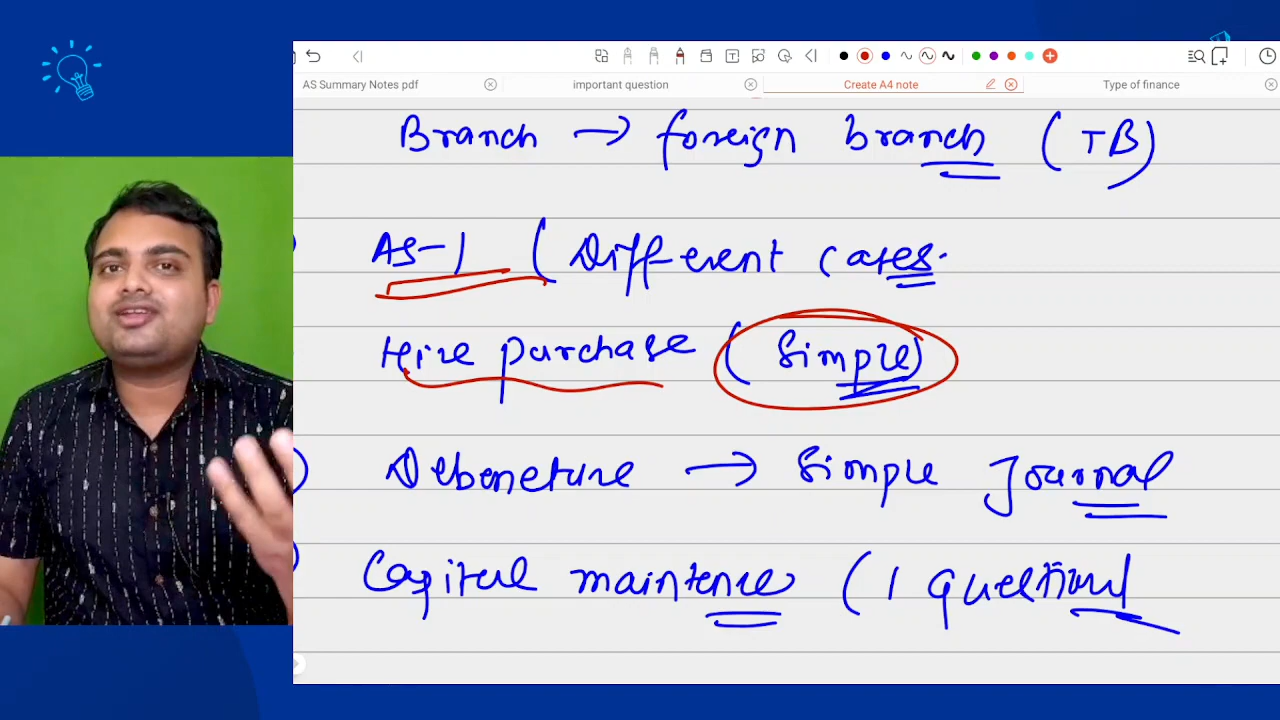 AS Summary Notes pdf
important question
Create A4 note
Type of finance
Branch → foreign branch (TB)
AS-1 (Different cases.
Hire purchase (Simple)
Debeneture → Simple Journal
Capital maintence (1 question)